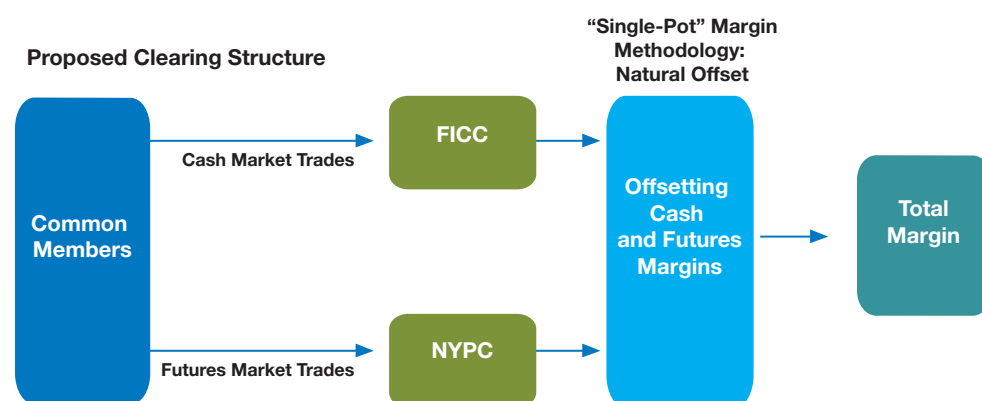 Proposed Clearing Structure
“Single-Pot” Margin
Methodology:
Natural Offset
Common
Members
Cash Market Trades
FICC
Futures Market Trades
NYPC
Offsetting
Cash
and Futures
Margins
Total
Margin